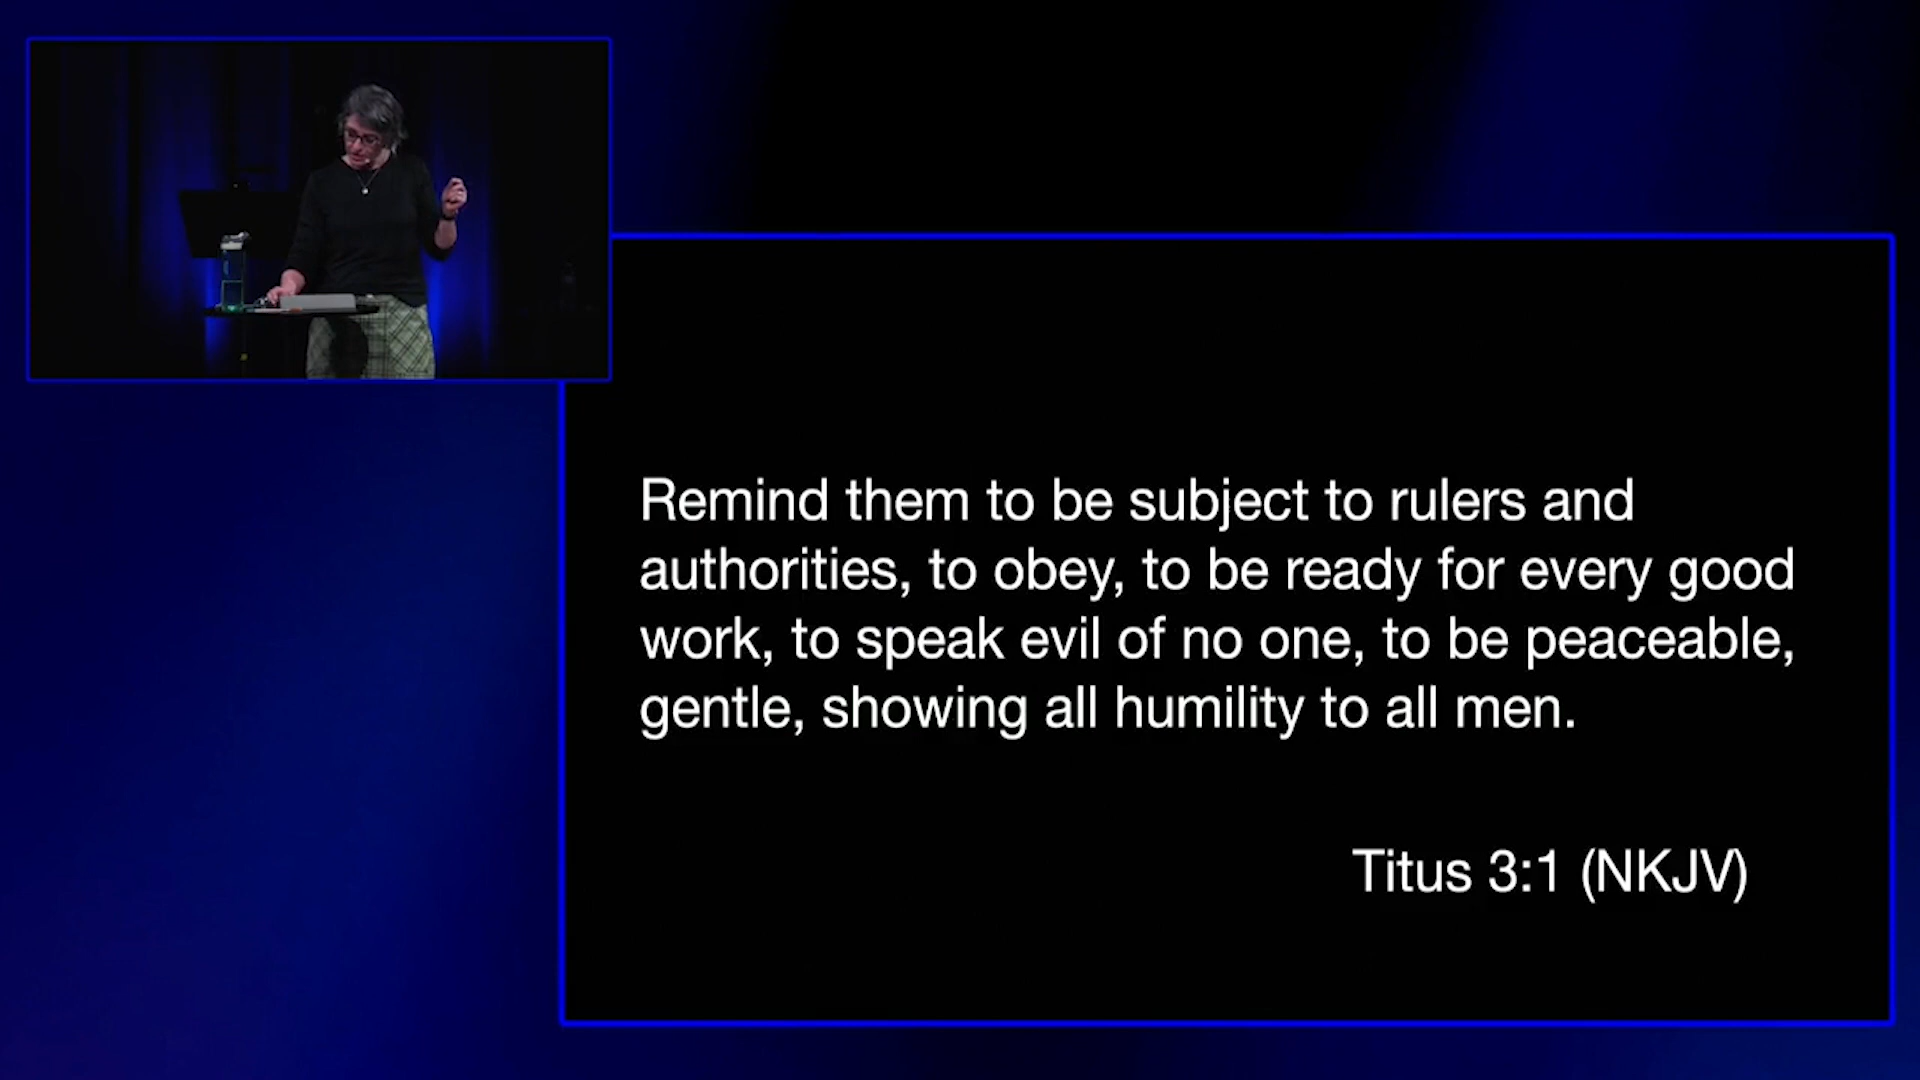 Remind them to be subject to rulers and
authorities, to obey, to be ready for every good
work, to speak evil of no one, to be peaceable,
gentle, showing all humility to all men.
Titus 3:1 (NKJV)